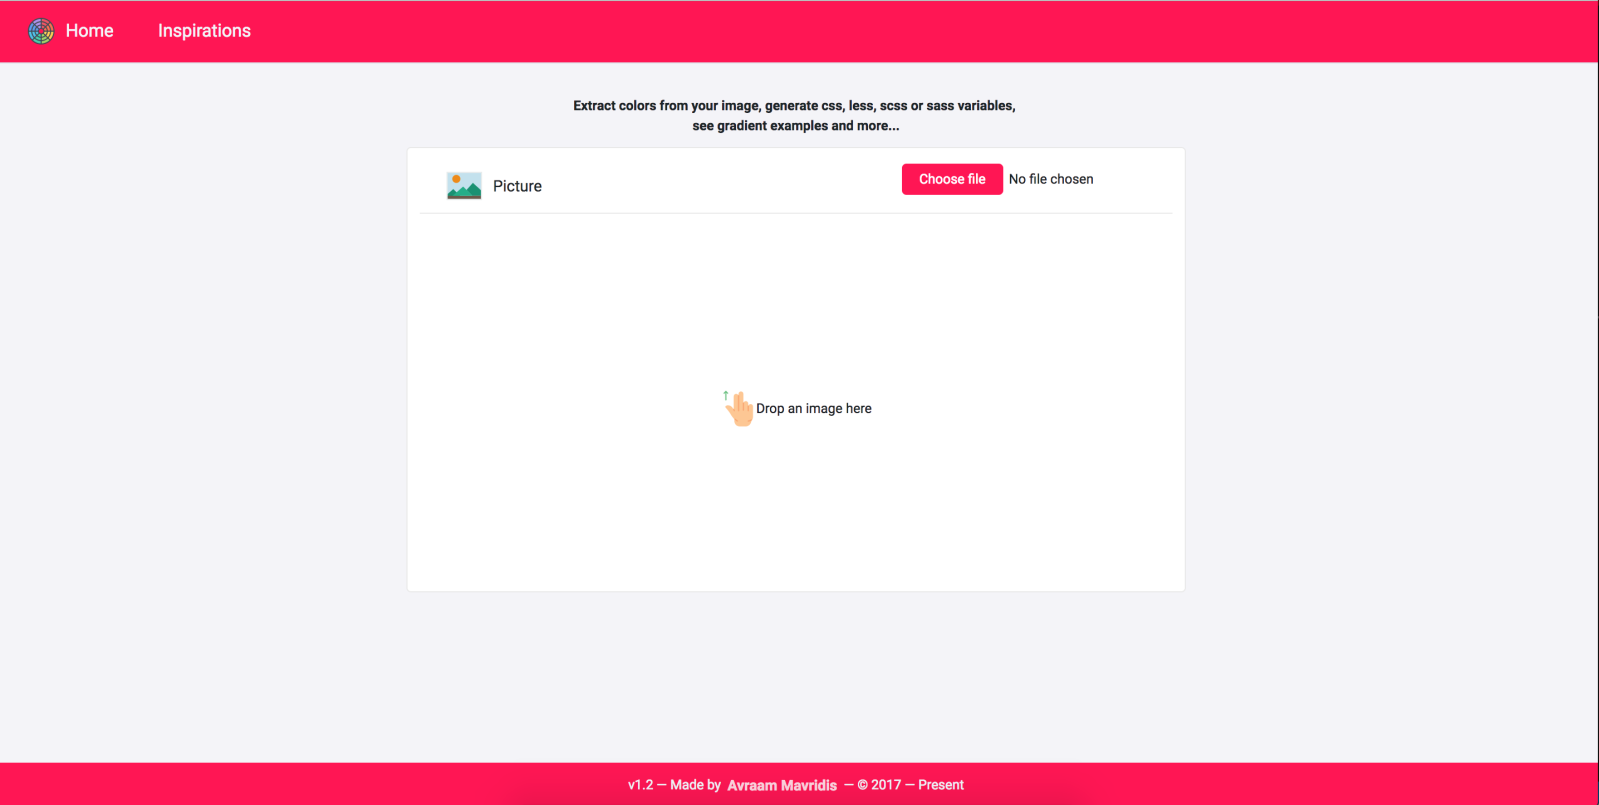 Home Inspirations
Extract colors from your image, generate css, less, scss or sass variables,
see gradient examples and more...
Picture
Choose file No file chosen
Drop an image here
v1.2 — Made by Avraam Mavridis — © 2017 — Present